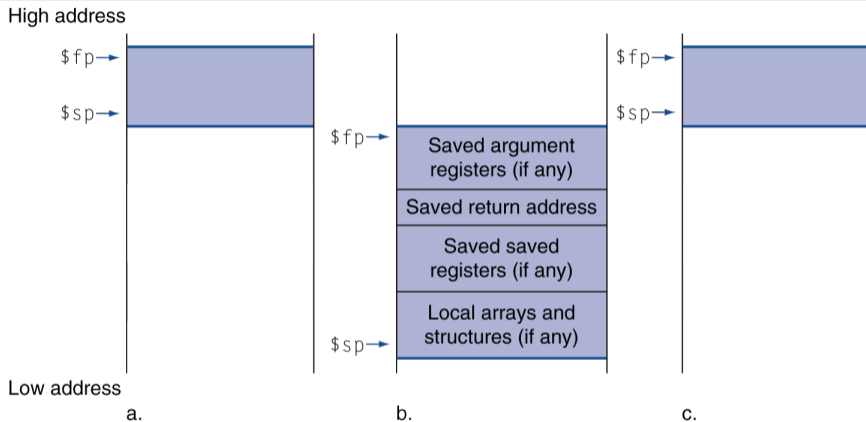 High address
$fp
$sp
$fp
$sp
$fp
Saved argument
registers (if any)
Saved return address
Saved saved
registers (if any)
Local arrays and
structures (if any)
$sp
Low address
a.
b.
c.